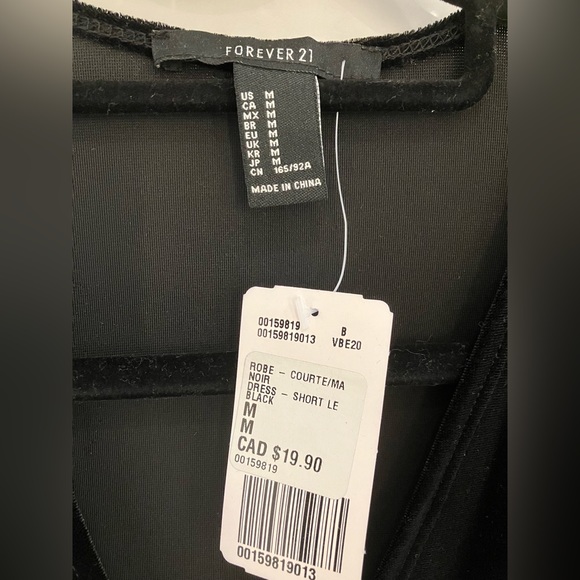 FOREVER 21
US M
CA M
MX M
BR M
EU M
UK M
KR M
JP M
CN 165/92A
MADE IN CHINA
00159819 B
00159819013 VBE20
ROBE - COURTE/MA
NOIR
DRESS - SHORT LE
BLACK
M
M
CAD $19.90
00159819
00159819013